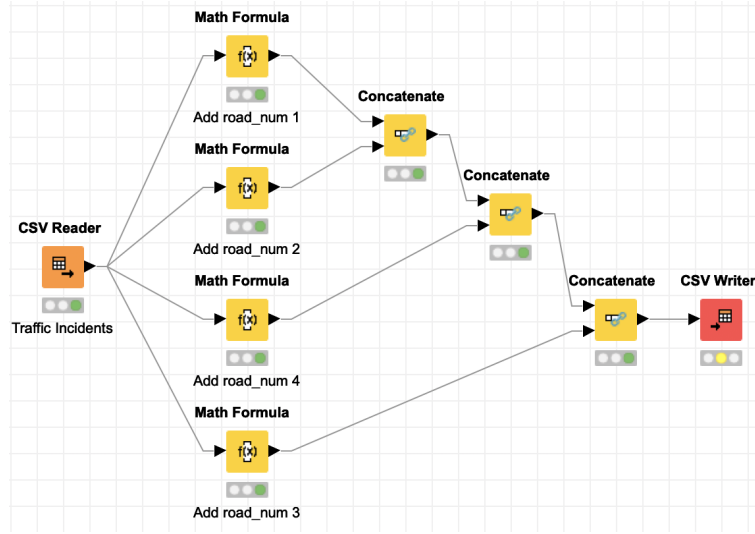 Math Formula
f(x)
Add road_num 1
Concatenate
Math Formula
f(x)
Add road_num 2
Concatenate
CSV Reader
Traffic Incidents
Math Formula
f(x)
Add road_num 4
Concatenate
CSV Writer
Math Formula
f(x)
Add road_num 3